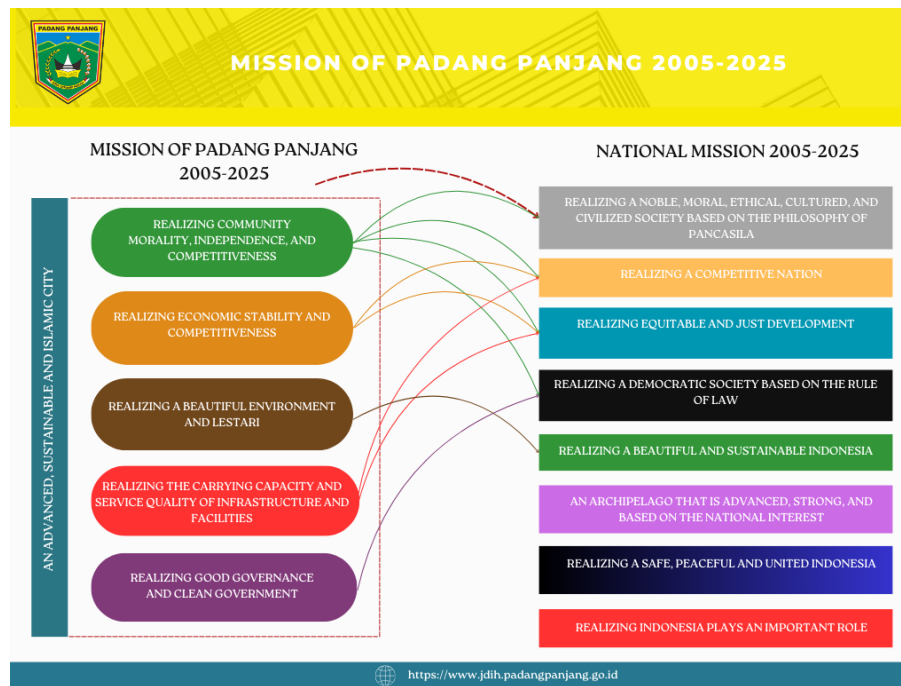 PADANG PANJANG
MISSION OF PADANG PANJANG 2005-2025
MISSION OF PADANG PANJANG
2005-2025
AN ADVANCED, SUSTAINABLE AND ISLAMIC CITY
REALIZING COMMUNITY
MORALITY, INDEPENDENCE, AND
COMPETITIVENESS
REALIZING ECONOMIC STABILITY AND
COMPETITIVENESS
REALIZING A BEAUTIFUL ENVIRONMENT
AND LESTARI
REALIZING THE CARRYING CAPACITY AND
SERVICE QUALITY OF INFRASTRUCTURE AND
FACILITIES
REALIZING GOOD GOVERNANCE
AND CLEAN GOVERNMENT
NATIONAL MISSION 2005-2025
REALIZING A NOBLE, MORAL, ETHICAL, CULTURED, AND
CIVILIZED SOCIETY BASED ON THE PHILOSOPHY OF
PANCASILA
REALIZING A COMPETITIVE NATION
REALIZING EQUITABLE AND JUST DEVELOPMENT
REALIZING A DEMOCRATIC SOCIETY BASED ON THE RULE
OF LAW
REALIZING A BEAUTIFUL AND SUSTAINABLE INDONESIA
AN ARCHIPELAGO THAT IS ADVANCED, STRONG, AND
BASED ON THE NATIONAL INTEREST
REALIZING A SAFE, PEACEFUL AND UNITED INDONESIA
REALIZING INDONESIA PLAYS AN IMPORTANT ROLE
https://www.jdih.padangpanjang.go.id